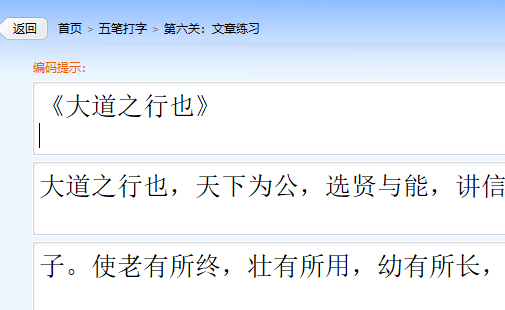 返回 首页 > 五笔打字 > 第六关：文章练习
编码提示：
《大道之行也》
大道之行也，天下为公，选贤与能，讲信
子。使老有所终，壮有所用，幼有所长，